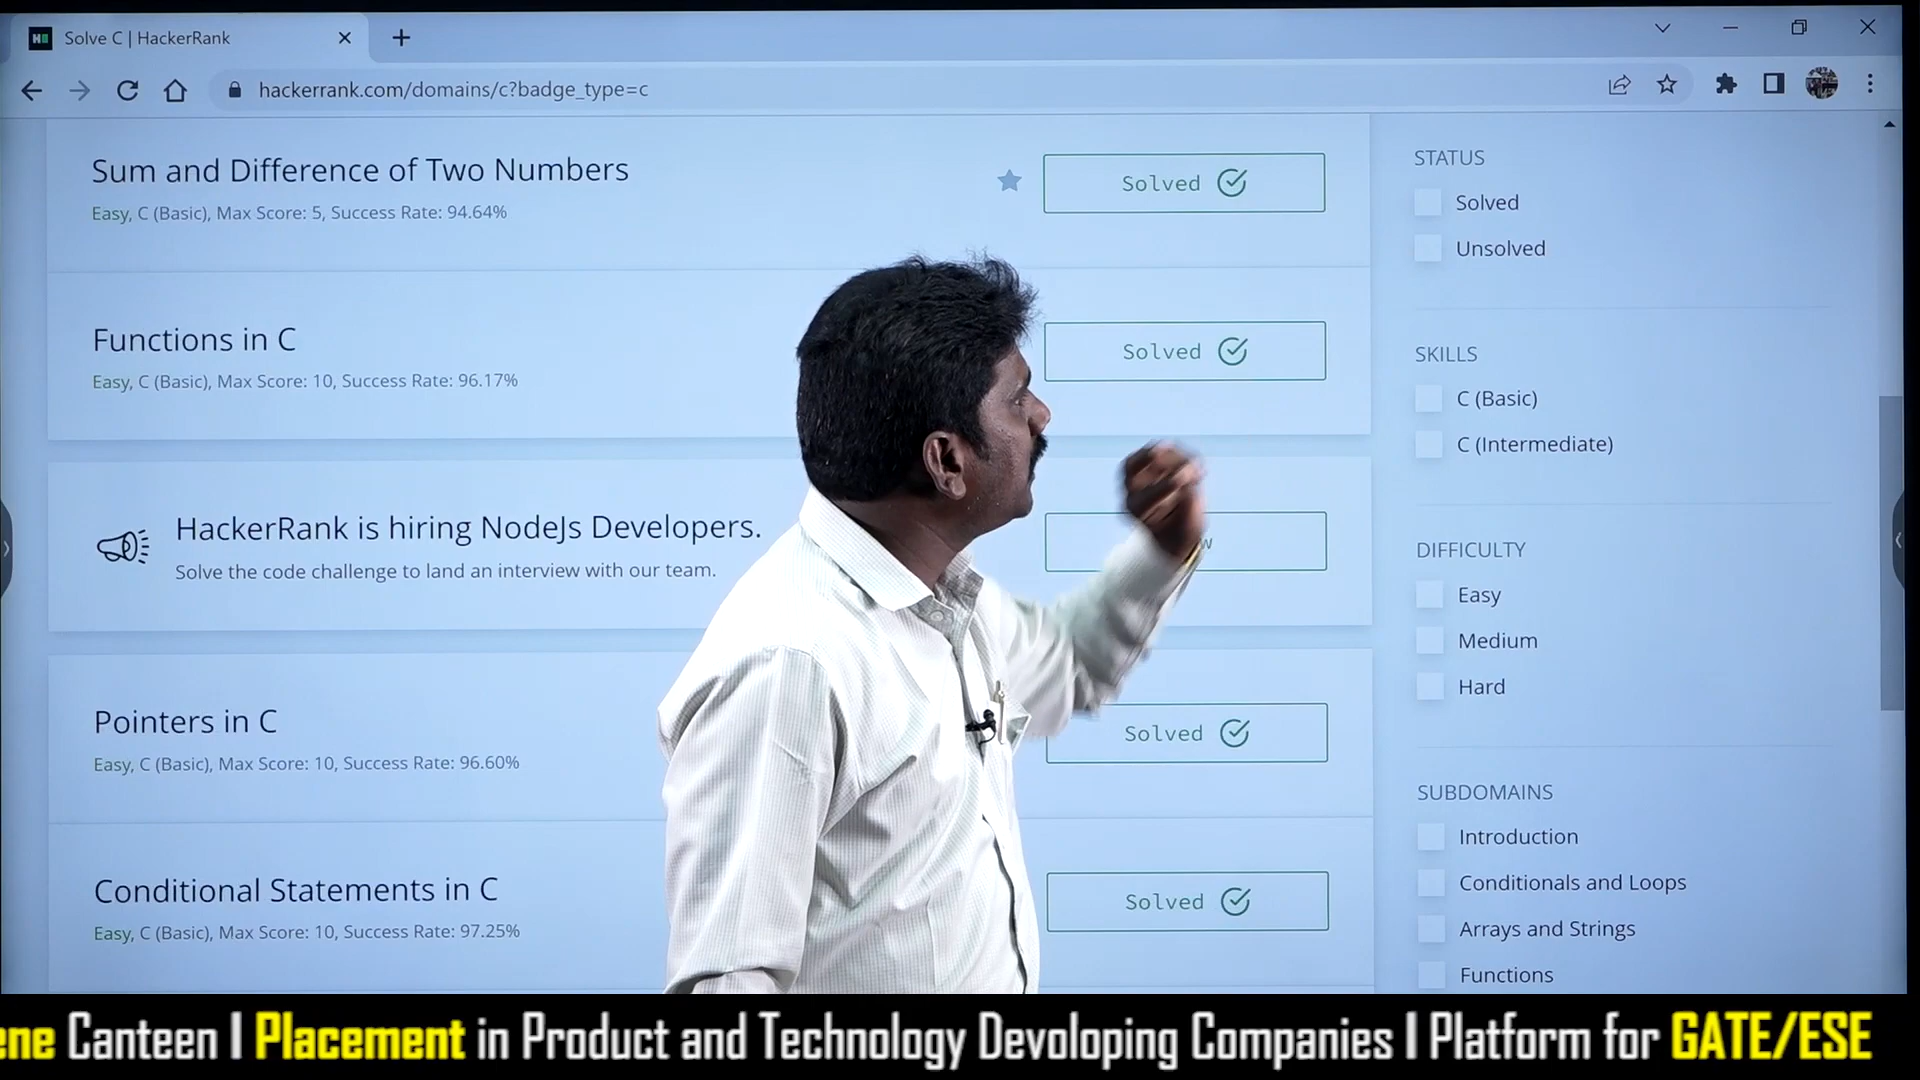 Solve C | HackerRank
hackerrank.com/domains/c?badge_type=c
Sum and Difference of Two Numbers
Easy, C (Basic), Max Score: 5, Success Rate: 94.64%
Solved
Functions in C
Easy, C (Basic), Max Score: 10, Success Rate: 96.17%
Solved
HackerRank is hiring NodeJs Developers.
Solve the code challenge to land an interview with our team.
Pointers in C
Easy, C (Basic), Max Score: 10, Success Rate: 96.60%
Solved
Conditional Statements in C
Easy, C (Basic), Max Score: 10, Success Rate: 97.25%
Solved
STATUS
Solved
Unsolved
SKILLS
C (Basic)
C (Intermediate)
DIFFICULTY
Easy
Medium
Hard
SUBDOMAINS
Introduction
Conditionals and Loops
Arrays and Strings
Functions
Canteen | Placement in Product and Technology Devoloping Companies | Platform for GATE/ESE